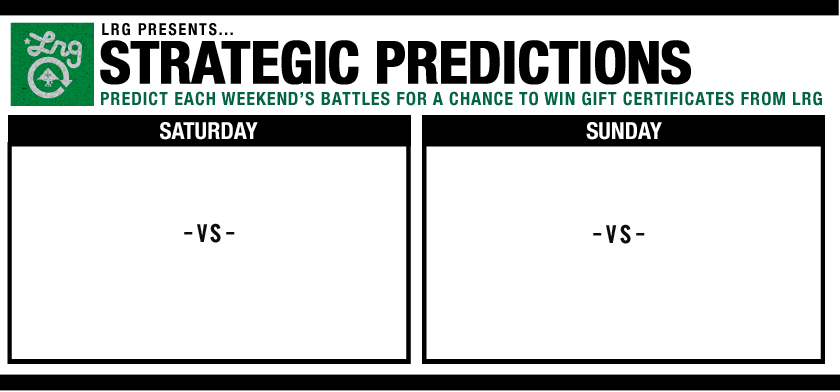 Lrg
LRG PRESENTS...
STRATEGIC PREDICTIONS
PREDICT EACH WEEKEND'S BATTLES FOR A CHANCE TO WIN GIFT CERTIFICATES FROM LRG
SATURDAY
SUNDAY
-VS-
-VS-